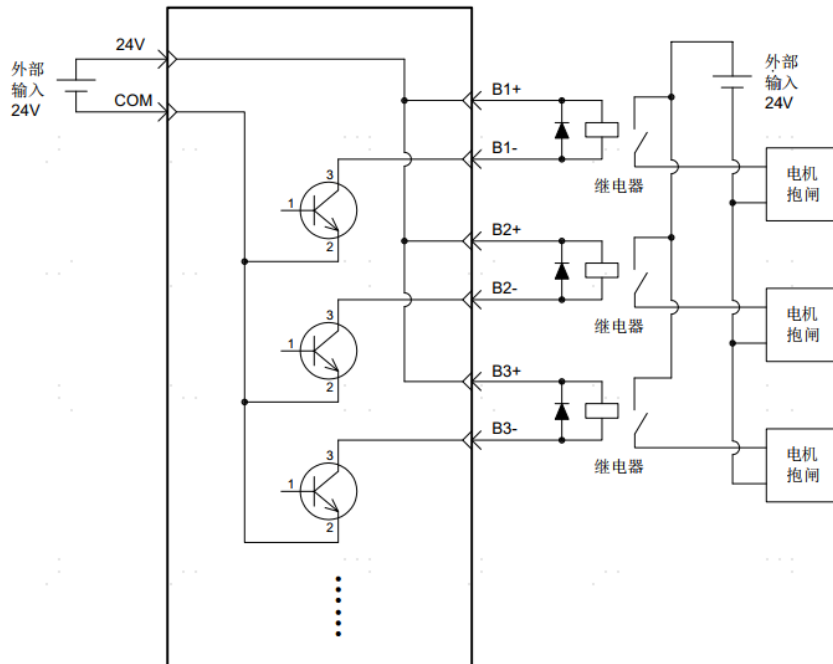 24V
外部
输入
24V
COM
B1+
B1-
继电器
外部
输入
24V
电机
抱闸
3
1
2
B2+
B2-
继电器
电机
抱闸
3
1
2
B3+
B3-
继电器
电机
抱闸
3
1
2